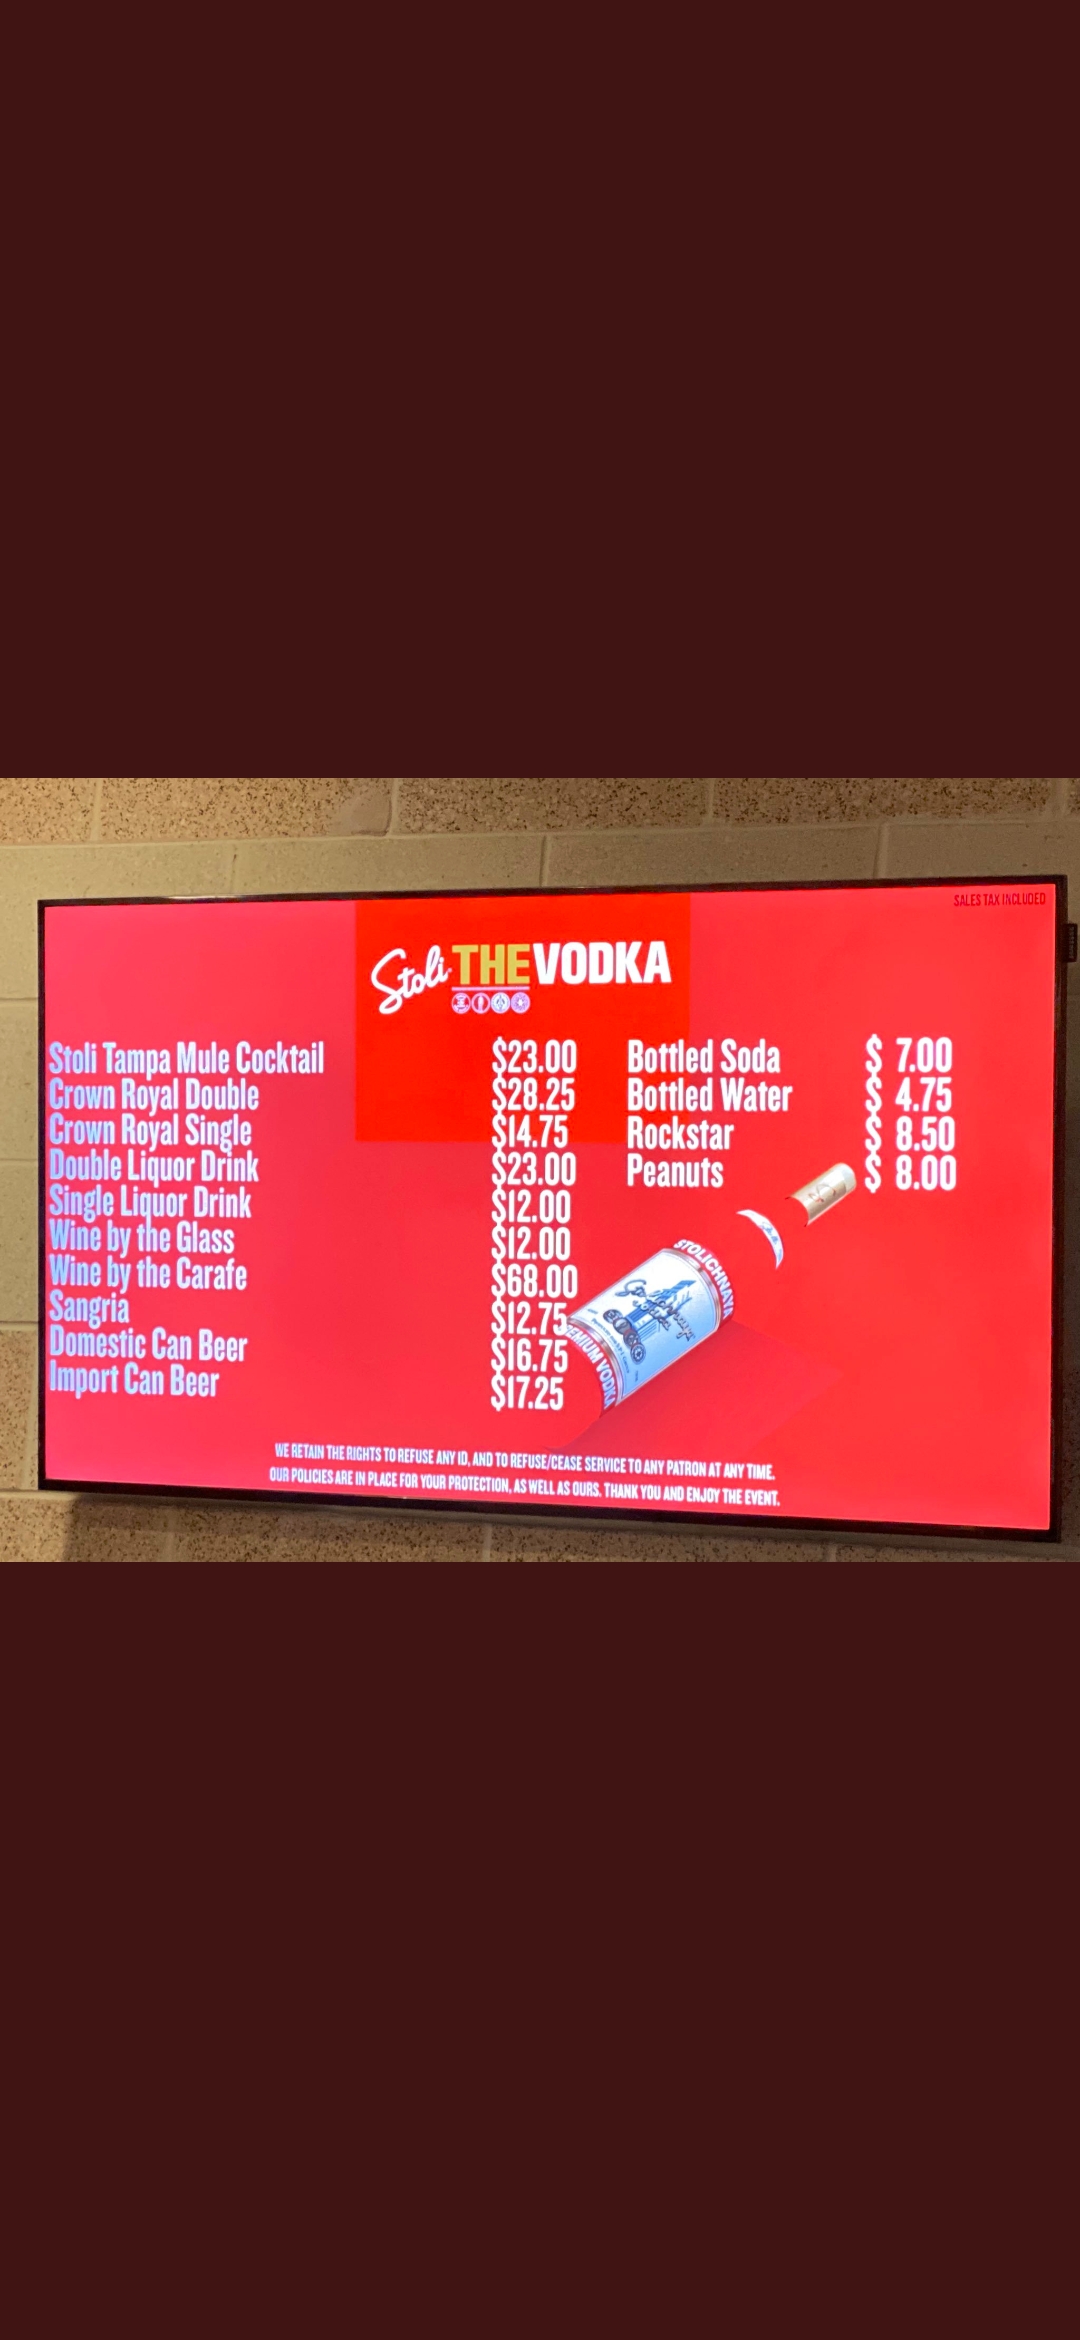 SALES TAX INCLUDED
Stoli THE VODKA
Stoli Tampa Mule Cocktail $23.00
Crown Royal Double $28.25
Crown Royal Single $14.75
Double Liquor Drink $23.00
Single Liquor Drink $12.00
Wine by the Glass $12.00
Wine by the Carafe $68.00
Sangria $12.75
Domestic Can Beer $16.75
Import Can Beer $17.25
Bottled Soda $ 7.00
Bottled Water $ 4.75
Rockstar $ 8.50
Peanuts $ 8.00
STOLICHNAYA
Stolichnaya
vodka
PREMIUM VODKA
WE RETAIN THE RIGHTS TO REFUSE ANY ID, AND TO REFUSE/CEASE SERVICE TO ANY PATRON AT ANY TIME.
OUR POLICIES ARE IN PLACE FOR YOUR PROTECTION, AS WELL AS OURS. THANK YOU AND ENJOY THE EVENT.